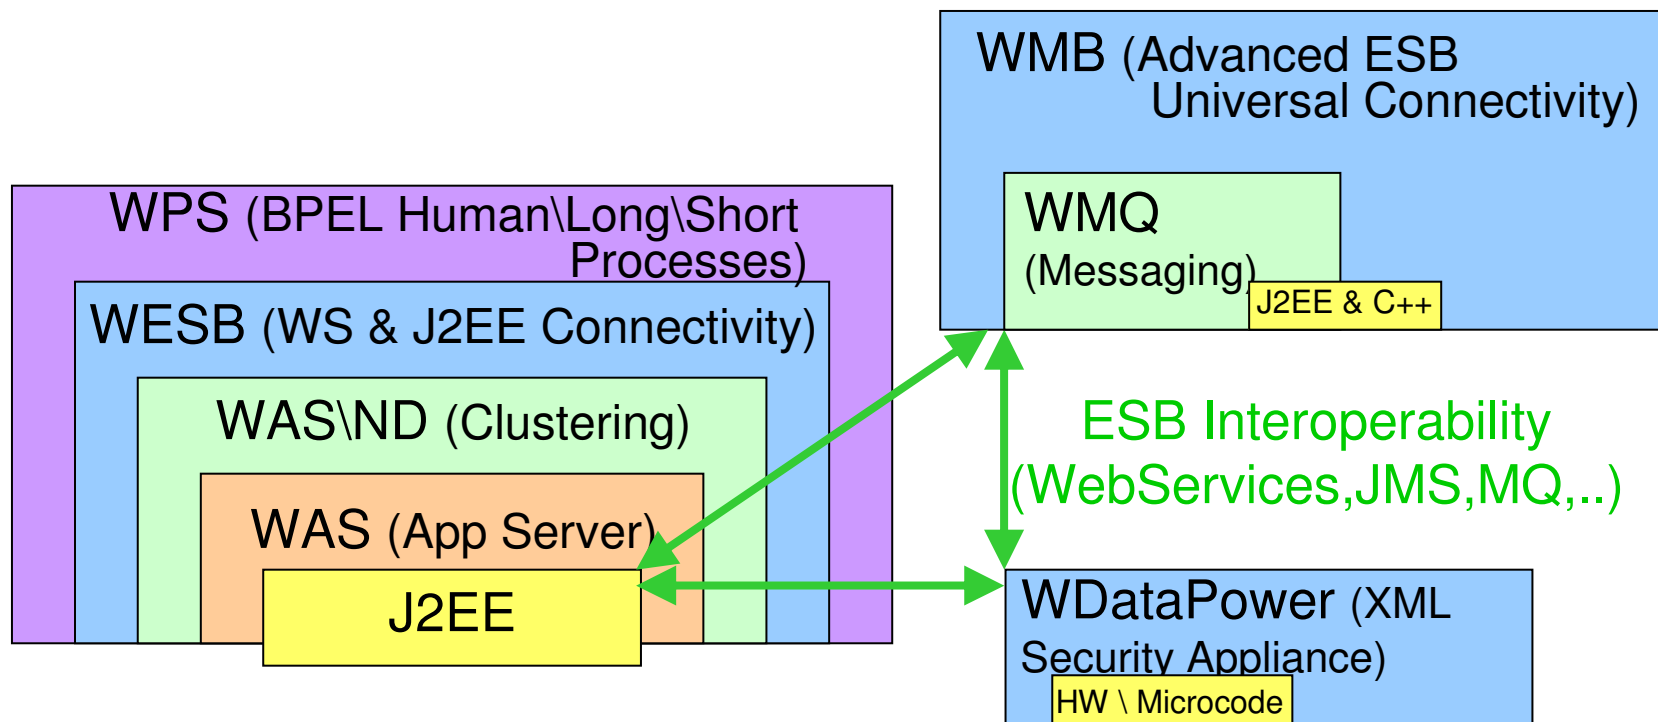 WMB (Advanced ESB
Universal Connectivity)
WMQ
(Messaging)
J2EE & C++
WPS (BPEL Human\Long\Short
Processes)
WESB (WS & J2EE Connectivity)
WAS\ND (Clustering)
WAS (App Server)
J2EE
ESB Interoperability
(WebServices,JMS,MQ,..)
WDataPower (XML
Security Appliance)
HW \ Microcode